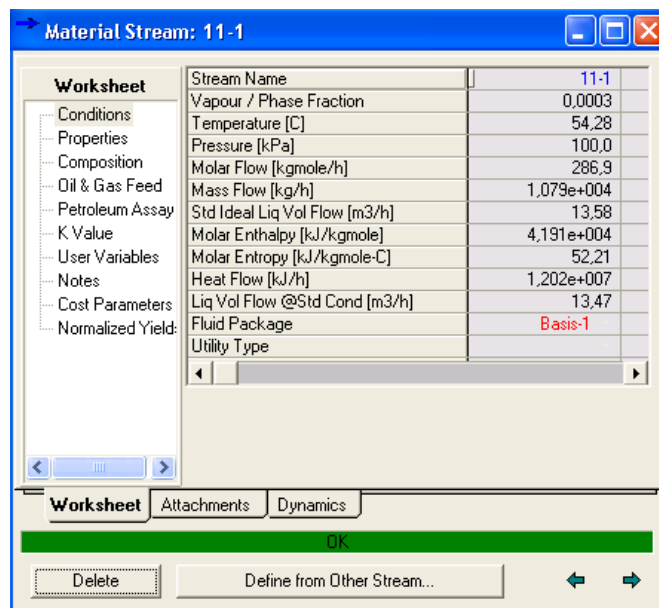 Material Stream: 11-1
Worksheet
Conditions
Properties
Composition
Oil & Gas Feed
Petroleum Assay
K Value
User Variables
Notes
Cost Parameters
Normalized Yield
Stream Name 11-1
Vapour / Phase Fraction 0,0003
Temperature [C] 54,28
Pressure [kPa] 100,0
Molar Flow [kgmole/h] 286,9
Mass Flow [kg/h] 1,079e+004
Std Ideal Liq Vol Flow [m3/h] 13,58
Molar Enthalpy [kJ/kgmole] 4,191e+004
Molar Entropy [kJ/kgmole-C] 52,21
Heat Flow [kJ/h] 1,202e+007
Liq Vol Flow @Std Cond [m3/h] 13,47
Fluid Package Basis-1
Utility Type
Worksheet Attachments Dynamics
OK
Delete Define from Other Stream...